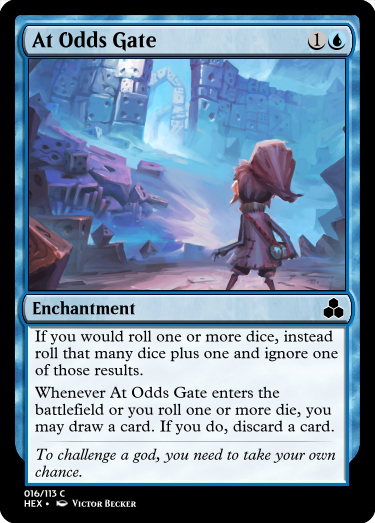 At Odds Gate 1
Enchantment
If you would roll one or more dice, instead
roll that many dice plus one and ignore one
of those results.
Whenever At Odds Gate enters the
battlefield or you roll one or more die, you
may draw a card. If you do, discard a card.
To challenge a god, you need to take your own
chance.
016/113 C
HEX • Victor Becker